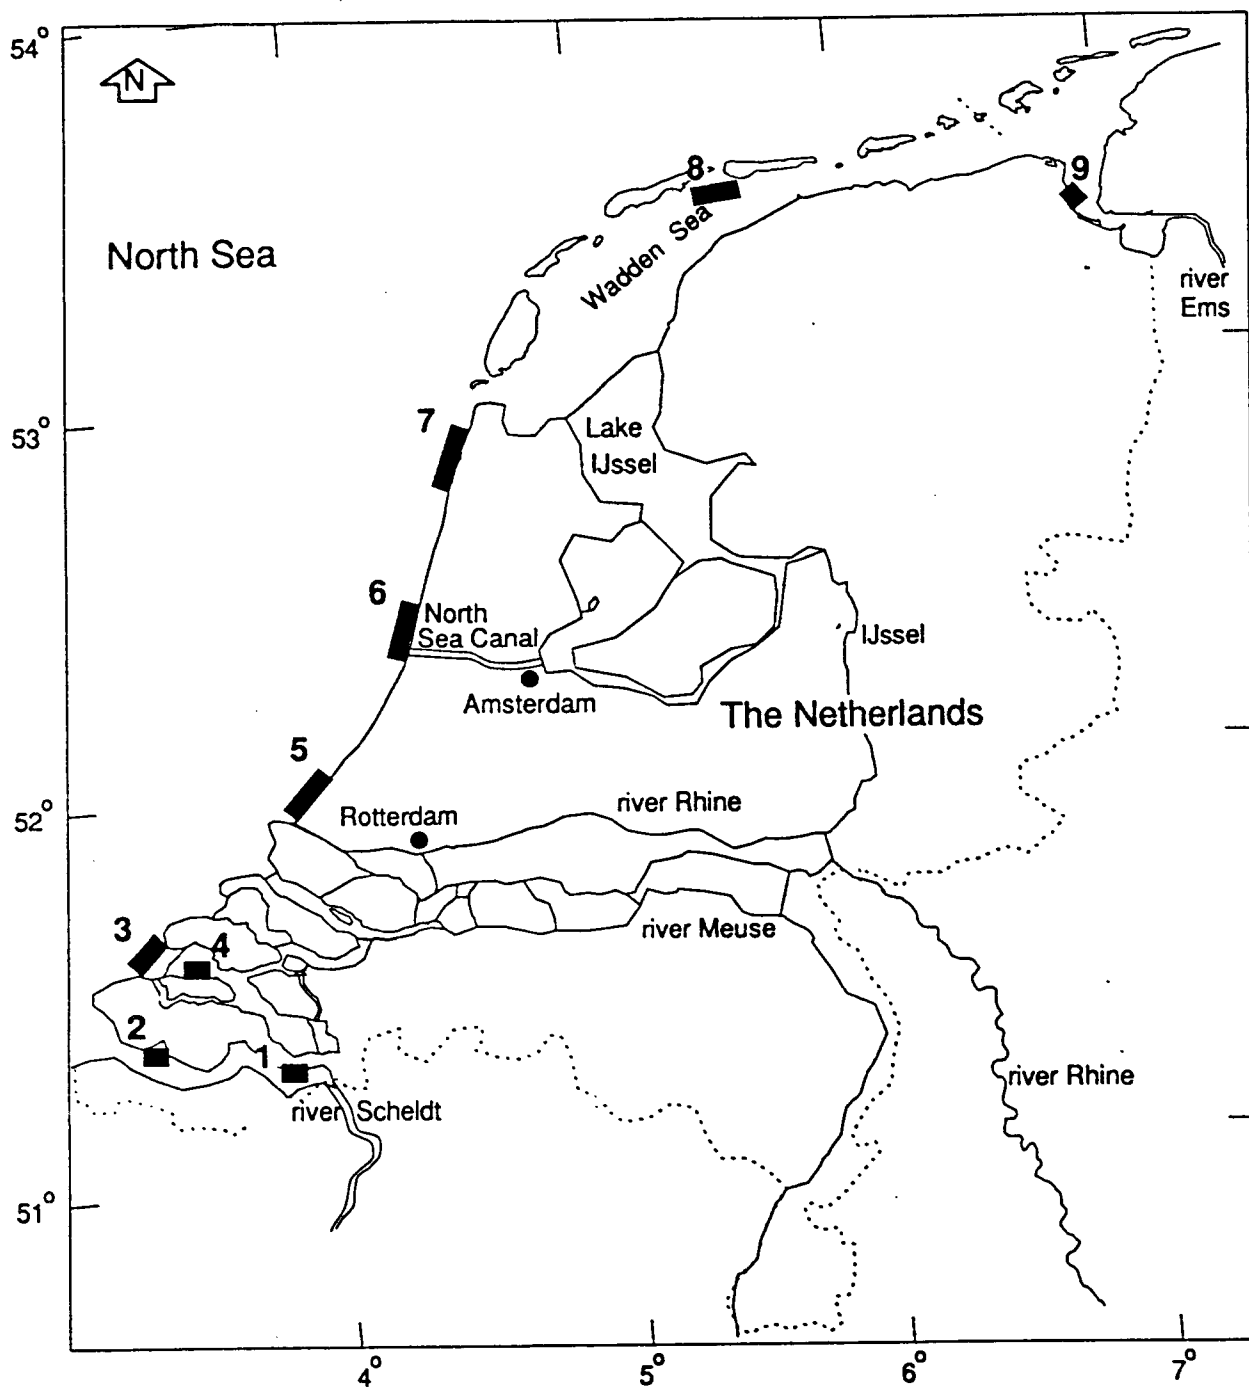 54°
N
8
9
North Sea
Wadden Sea
river
Ems
7
53°
Lake
IJssel
6
North
Sea Canal
IJssel
Amsterdam
The Netherlands
5
52°
Rotterdam
river Rhine
3
4
river Meuse
2
1
river Rhine
river Scheldt
51°
4°
5°
6°
7°